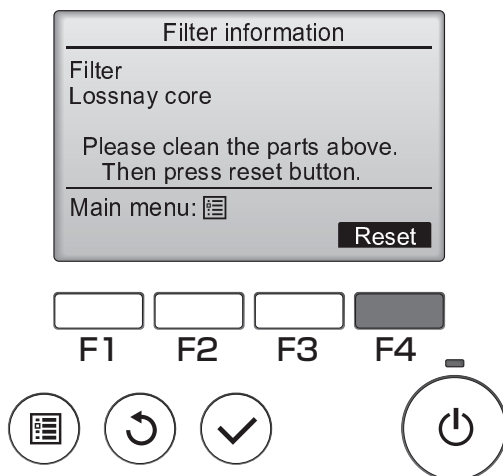 Filter information
Filter
Lossnay core
Please clean the parts above.
Then press reset button.
Main menu:
Reset
F1 F2 F3 F4